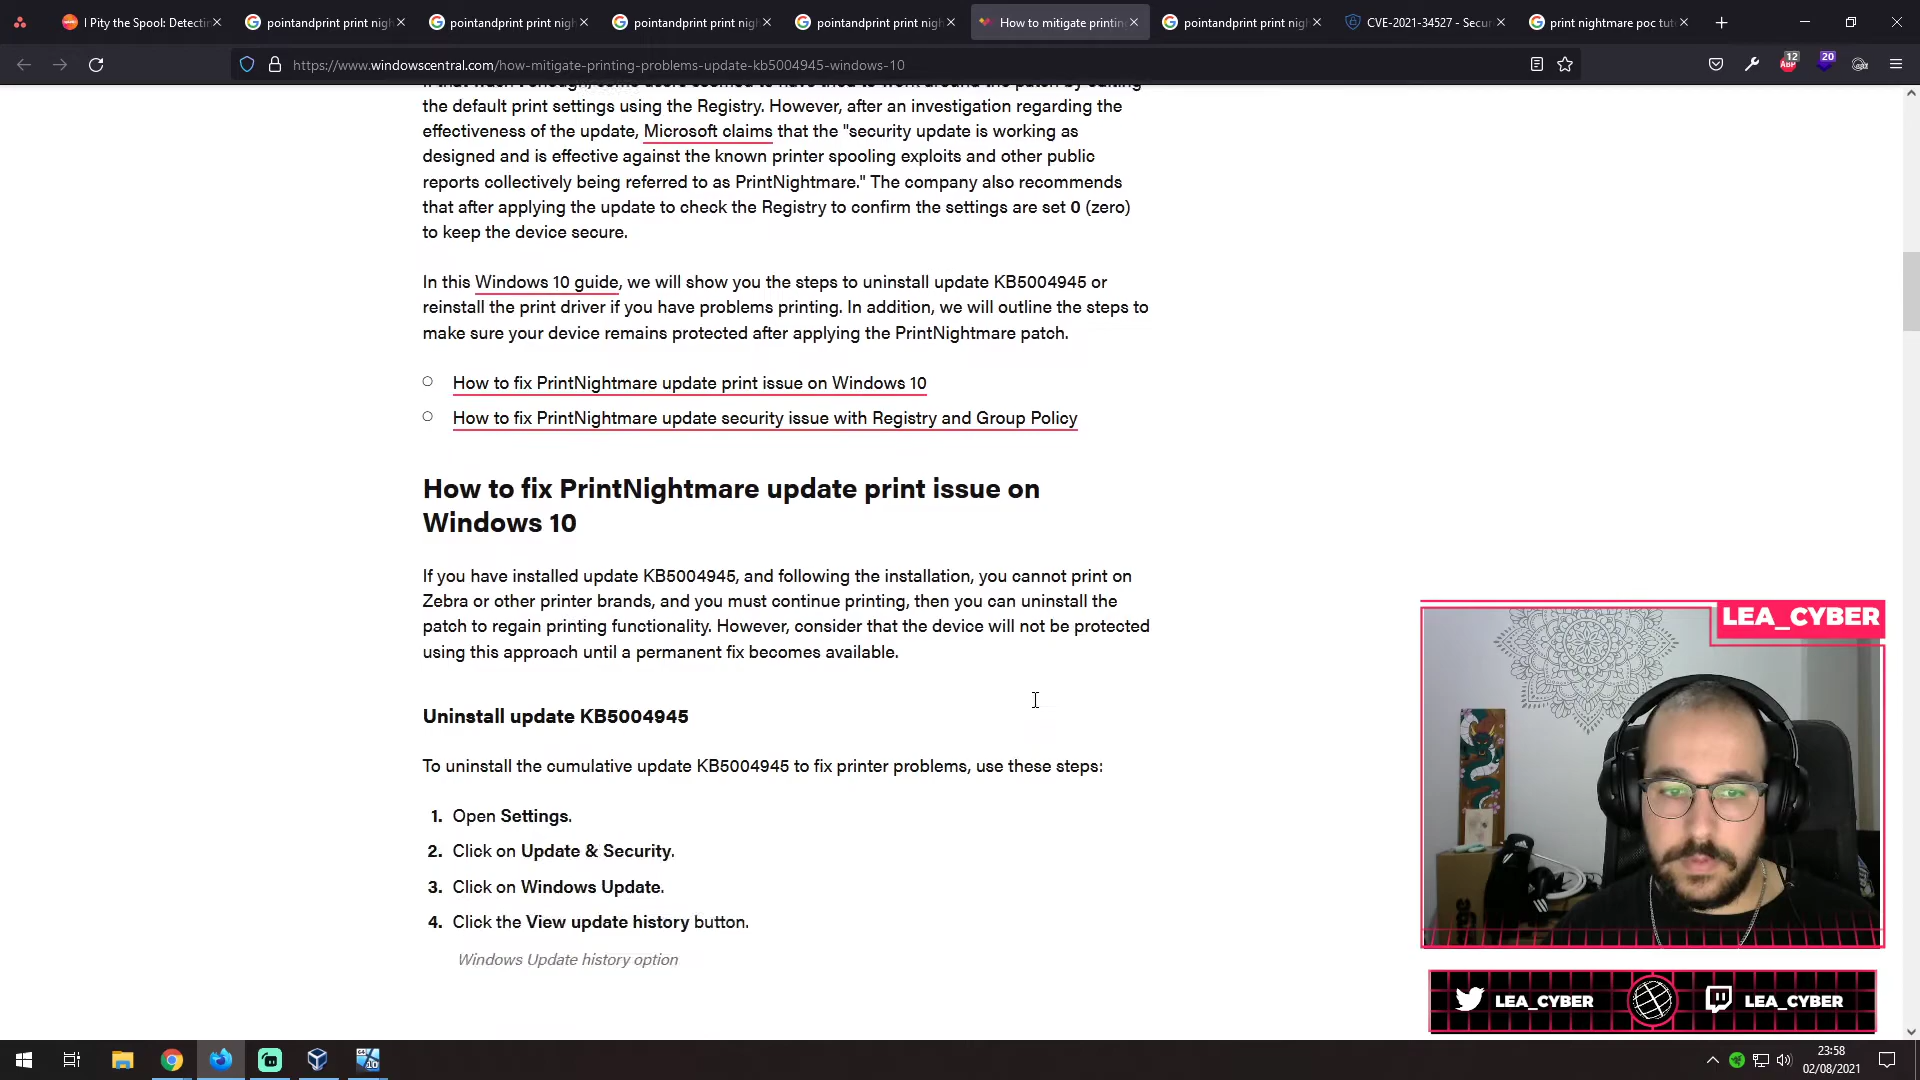 I Pity the Spool: Detectin
pointandprint print nigh
pointandprint print nigh
pointandprint print nigh
pointandprint print nigh
How to mitigate printing
pointandprint print nigh
CVE-2021-34527 - Secur
print nightmare poc tuto
https://www.windowscentral.com/how-mitigate-printing-problems-update-kb5004945-windows-10
12
ABP
20
the default print settings using the Registry. However, after an investigation regarding the
effectiveness of the update, Microsoft claims that the "security update is working as
designed and is effective against the known printer spooling exploits and other public
reports collectively being referred to as PrintNightmare." The company also recommends
that after applying the update to check the Registry to confirm the settings are set 0 (zero)
to keep the device secure.
In this Windows 10 guide, we will show you the steps to uninstall update KB5004945 or
reinstall the print driver if you have problems printing. In addition, we will outline the steps to
make sure your device remains protected after applying the PrintNightmare patch.
How to fix PrintNightmare update print issue on Windows 10
How to fix PrintNightmare update security issue with Registry and Group Policy
How to fix PrintNightmare update print issue on
Windows 10
If you have installed update KB5004945, and following the installation, you cannot print on
Zebra or other printer brands, and you must continue printing, then you can uninstall the
patch to regain printing functionality. However, consider that the device will not be protected
using this approach until a permanent fix becomes available.
Uninstall update KB5004945
To uninstall the cumulative update KB5004945 to fix printer problems, use these steps:
1. Open Settings.
2. Click on Update & Security.
3. Click on Windows Update.
4. Click the View update history button.
Windows Update history option
LEA_CYBER
LEA_CYBER
LEA_CYBER
23:58
02/08/2021